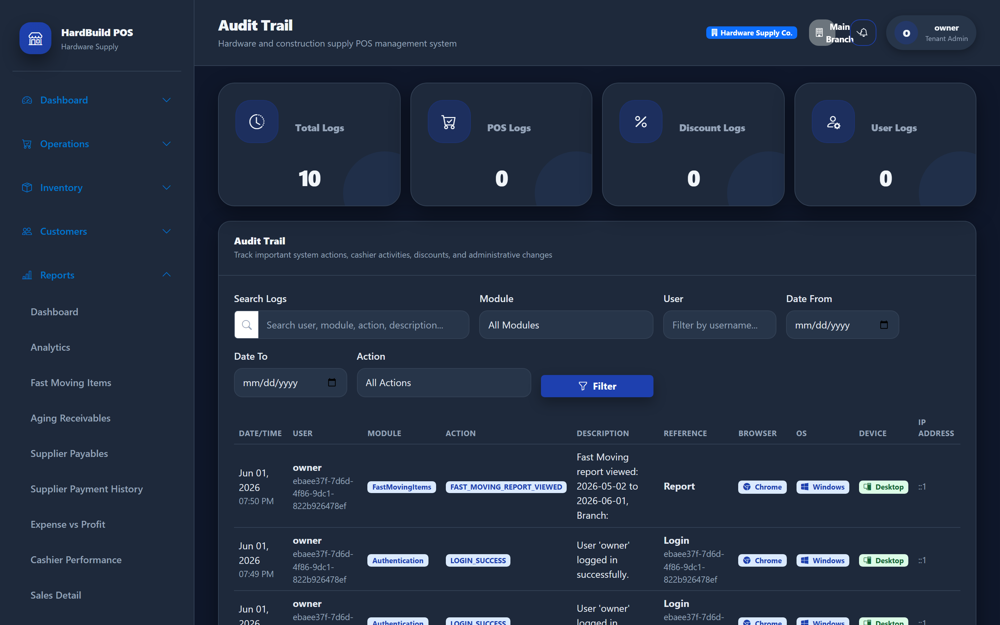 HardBuild POS
Hardware Supply
Dashboard
Operations
Inventory
Customers
Reports
Dashboard
Analytics
Fast Moving Items
Aging Receivables
Supplier Payables
Supplier Payment History
Expense vs Profit
Cashier Performance
Sales Detail
Audit Trail
Hardware and construction supply POS management system
Hardware Supply Co.
Main
Branch
O
owner
Tenant Admin
Total Logs
10
POS Logs
0
Discount Logs
0
User Logs
0
Audit Trail
Track important system actions, cashier activities, discounts, and administrative changes
Search Logs
Search user, module, action, description...
Module
All Modules
User
Filter by username...
Date From
mm/dd/yyyy
Date To
mm/dd/yyyy
Action
All Actions
Filter
DATE/TIME
USER
MODULE
ACTION
DESCRIPTION
REFERENCE
BROWSER
OS
DEVICE
IP
ADDRESS
Jun 01,
2026
07:50 PM
owner
ebaee37f-7d6d-
4f86-9dc1-
822b926478ef
FastMovingItems
FAST_MOVING_REPORT_VIEWED
Fast Moving
report viewed:
2026-05-02 to
2026-06-01,
Branch:
Report
Chrome
Windows
Desktop
::1
Jun 01,
2026
07:49 PM
owner
ebaee37f-7d6d-
4f86-9dc1-
822b926478ef
Authentication
LOGIN_SUCCESS
User 'owner'
logged in
successfully.
Login
ebaee37f-7d6d-
4f86-9dc1-
822b926478ef
Chrome
Windows
Desktop
::1
Jun 01,
2026
owner
ebaee37f-7d6d-
Authentication
LOGIN_SUCCESS
User 'owner'
logged in
Login
ebaee37f-7d6d-
Chrome
Windows
Desktop
::1